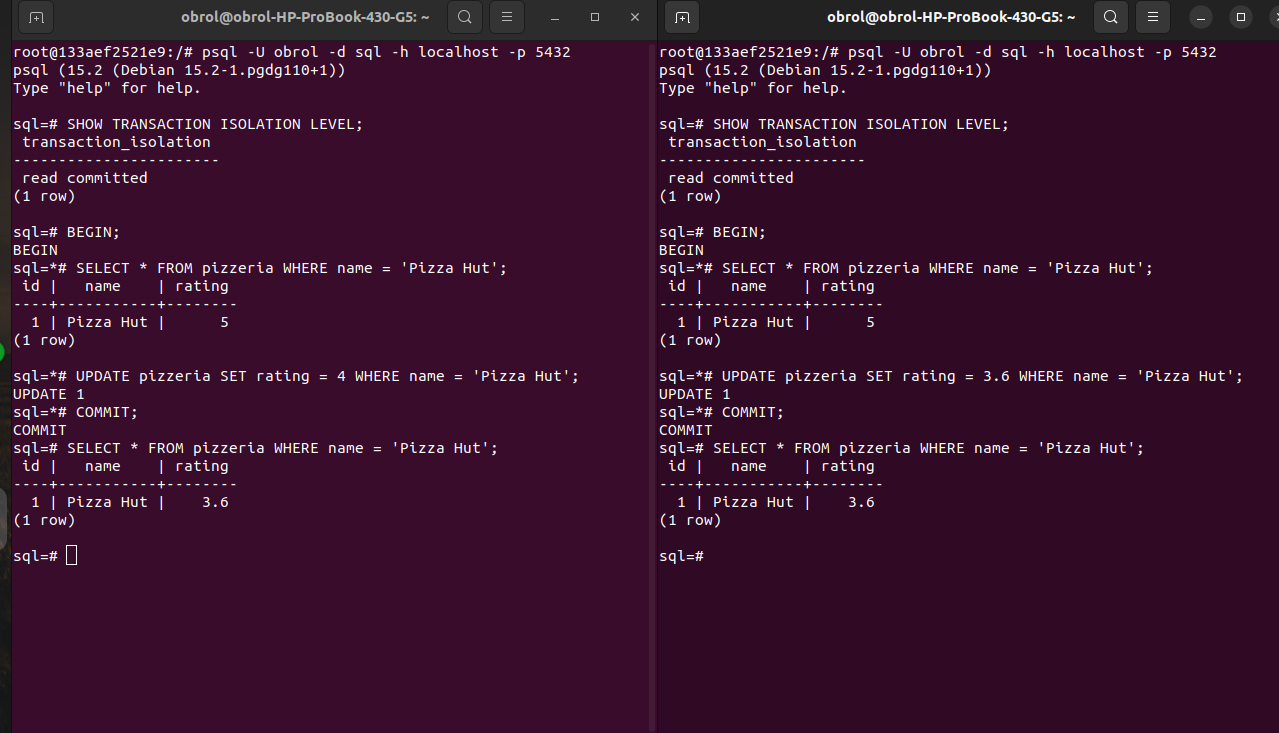 obrol@obrol-HP-ProBook-430-G5: ~
root@133aef2521e9:/# psql -U obrol -d sql -h localhost -p 5432
psql (15.2 (Debian 15.2-1.pgdg110+1))
Type "help" for help.
sql=# SHOW TRANSACTION ISOLATION LEVEL;
 transaction_isolation
-----------------------
 read committed
(1 row)
sql=# BEGIN;
BEGIN
sql=*# SELECT * FROM pizzeria WHERE name = 'Pizza Hut';
 id |   name    | rating
----+-----------+--------
  1 | Pizza Hut |      5
(1 row)
sql=*# UPDATE pizzeria SET rating = 4 WHERE name = 'Pizza Hut';
UPDATE 1
sql=*# COMMIT;
COMMIT
sql=# SELECT * FROM pizzeria WHERE name = 'Pizza Hut';
 id |   name    | rating
----+-----------+--------
  1 | Pizza Hut |    3.6
(1 row)
sql=#
obrol@obrol-HP-ProBook-430-G5: ~
root@133aef2521e9:/# psql -U obrol -d sql -h localhost -p 5432
psql (15.2 (Debian 15.2-1.pgdg110+1))
Type "help" for help.
sql=# SHOW TRANSACTION ISOLATION LEVEL;
 transaction_isolation
-----------------------
 read committed
(1 row)
sql=# BEGIN;
BEGIN
sql=*# SELECT * FROM pizzeria WHERE name = 'Pizza Hut';
 id |   name    | rating
----+-----------+--------
  1 | Pizza Hut |      5
(1 row)
sql=*# UPDATE pizzeria SET rating = 3.6 WHERE name = 'Pizza Hut';
UPDATE 1
sql=*# COMMIT;
COMMIT
sql=# SELECT * FROM pizzeria WHERE name = 'Pizza Hut';
 id |   name    | rating
----+-----------+--------
  1 | Pizza Hut |    3.6
(1 row)
sql=#